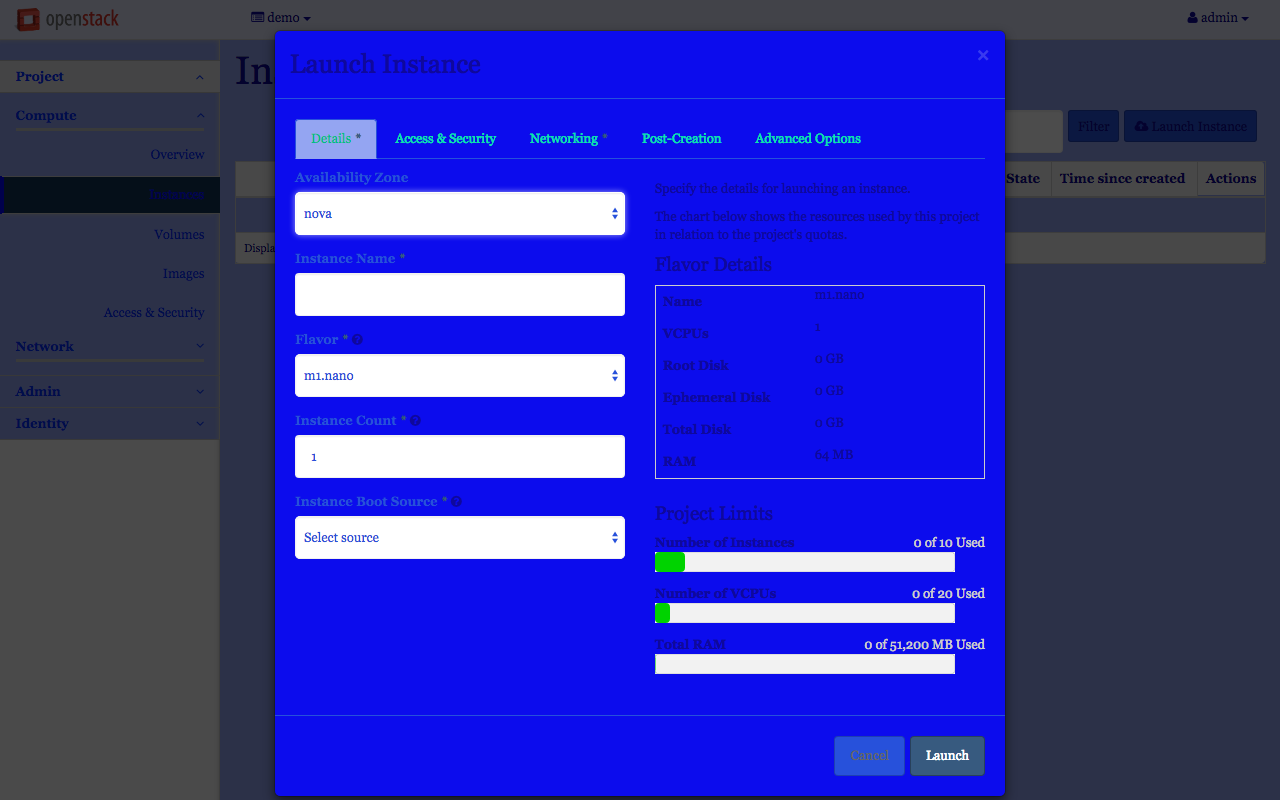 openstack
demo
admin
Project
Compute
Overview
Instances
Volumes
Images
Access & Security
Network
Admin
Identity
In
Filter
Launch Instance
State
Time since created
Actions
Displa
Launch Instance
×
Details *
Access & Security
Networking *
Post-Creation
Advanced Options
Availability Zone
nova
Instance Name *
Flavor *
m1.nano
Instance Count *
1
Instance Boot Source *
Select source
Specify the details for launching an instance.
The chart below shows the resources used by this project
in relation to the project's quotas.
Flavor Details
Name m1.nano
VCPUs 1
Root Disk 0 GB
Ephemeral Disk 0 GB
Total Disk 0 GB
RAM 64 MB
Project Limits
Number of Instances 0 of 10 Used
Number of VCPUs 0 of 20 Used
Total RAM 0 of 51,200 MB Used
Cancel
Launch